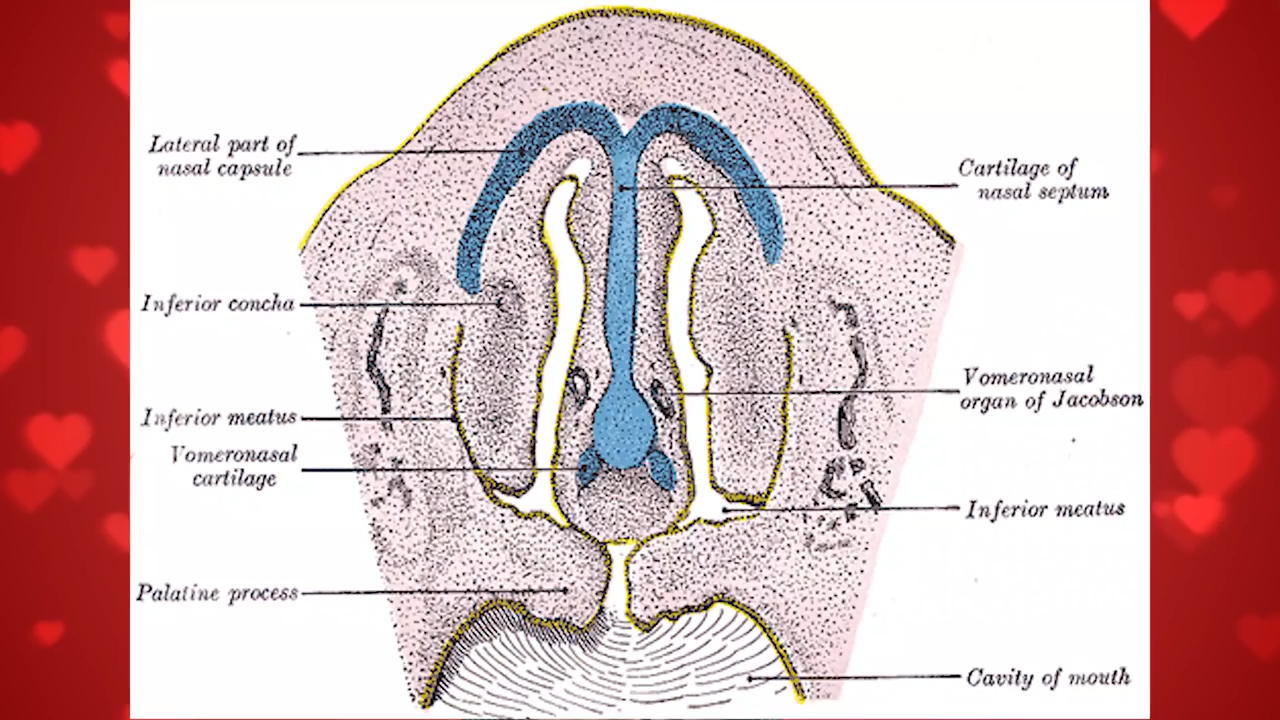 Lateral part of
nasal capsule
Inferior concha
Inferior meatus
Vomeronasal
cartilage
Palatine process
Cartilage of
nasal septum
Vomeronasal
organ of Jacobson
Inferior meatus
Cavity of mouth